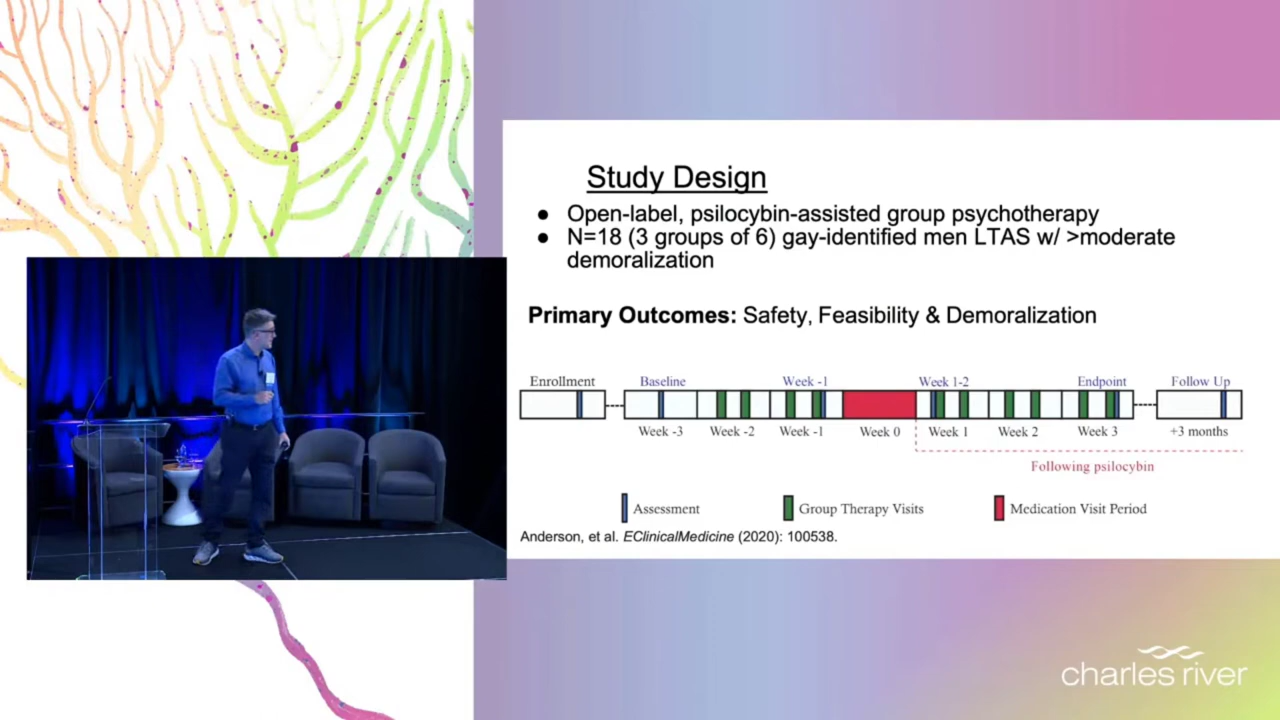 Study Design
● Open-label, psilocybin-assisted group psychotherapy
● N=18 (3 groups of 6) gay-identified men LTAS w/ >moderate
demoralization
Primary Outcomes: Safety, Feasibility & Demoralization
Enrollment Baseline Week -1 Week 1-2 Endpoint Follow Up
Week -3 Week -2 Week -1 Week 0 Week 1 Week 2 Week 3 +3 months
Following psilocybin
Assessment Group Therapy Visits Medication Visit Period
Anderson, et al. EClinicalMedicine (2020): 100538.
charles river